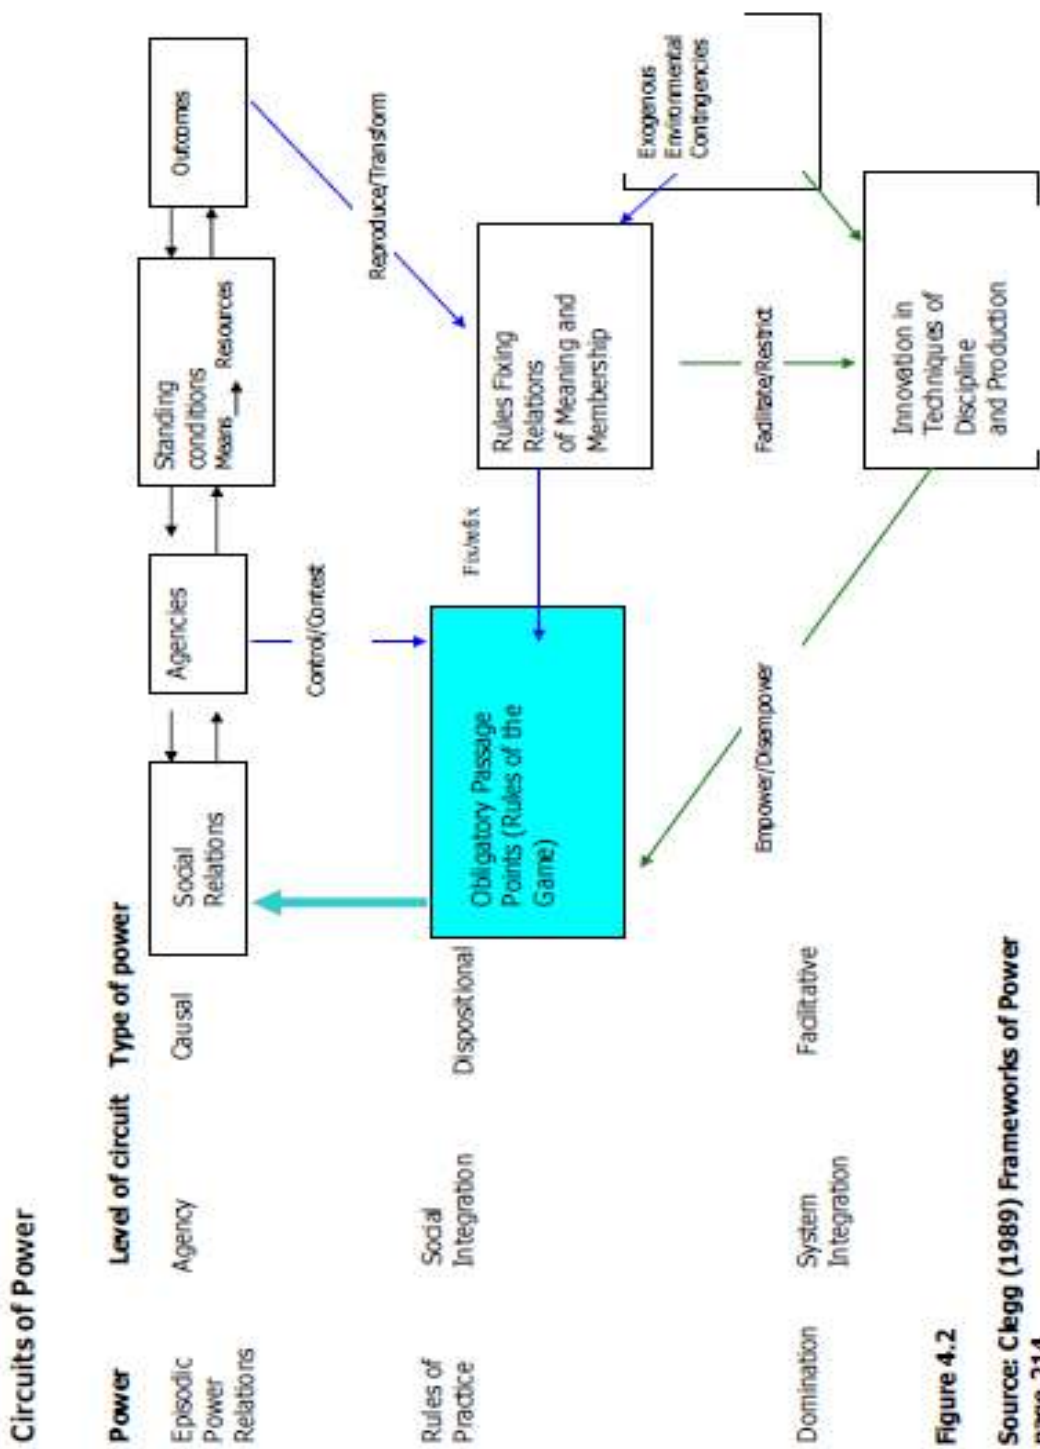 Circuits of Power
Power Level of circuit Type of power
Episodic
Power
Relations
Agency
Causal
Social
Relations
Agencies
Standing
conditions
Means Resources
Outcomes
Control/Contest
Reproduce/Transform
Rules of
Practice
Social
Integration
Dispositional
Obligatory Passage
Points (Rules of the
Game)
Fix/refix
Rules Fixing
Relations
of Meaning and
Membership
Exogenous
Environmental
Contingencies
Facilitate/Restrict
Empower/Disempower
Domination
System
Integration
Facilitative
Innovation in
Techniques of
Discipline
and Production
Figure 4.2
Source: Clegg (1989) Frameworks of Power
page 214